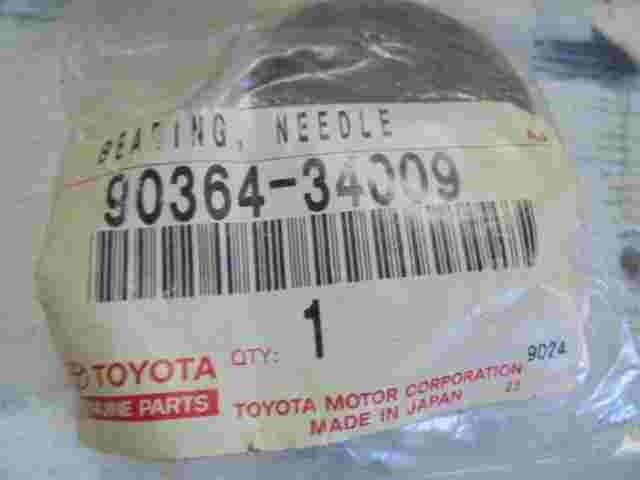 BEARING, NEEDLE
90364-34009
QTY: 1
TOYOTA
GENUINE PARTS
9024
TOYOTA MOTOR CORPORATION
MADE IN JAPAN